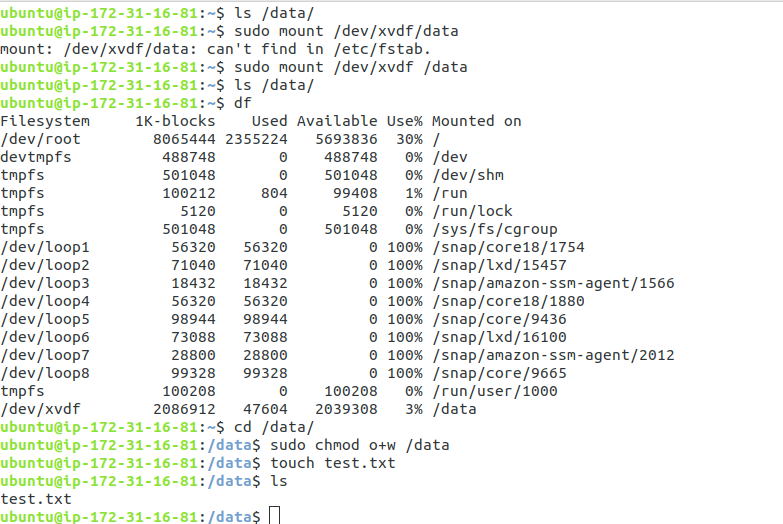 ubuntu@ip-172-31-16-81:~$ ls /data/
ubuntu@ip-172-31-16-81:~$ sudo mount /dev/xvdf/data
mount: /dev/xvdf/data: can't find in /etc/fstab.
ubuntu@ip-172-31-16-81:~$ sudo mount /dev/xvdf /data
ubuntu@ip-172-31-16-81:~$ ls /data/
ubuntu@ip-172-31-16-81:~$ df
Filesystem     1K-blocks    Used Available Use% Mounted on
/dev/root        8065444 2355224   5693836  30% /
devtmpfs          488748       0    488748   0% /dev
tmpfs             501048       0    501048   0% /dev/shm
tmpfs             100212     804     99408   1% /run
tmpfs               5120       0      5120   0% /run/lock
tmpfs             501048       0    501048   0% /sys/fs/cgroup
/dev/loop1         56320   56320         0 100% /snap/core18/1754
/dev/loop2         71040   71040         0 100% /snap/lxd/15457
/dev/loop3         18432   18432         0 100% /snap/amazon-ssm-agent/1566
/dev/loop4         56320   56320         0 100% /snap/core18/1880
/dev/loop5         98944   98944         0 100% /snap/core/9436
/dev/loop6         73088   73088         0 100% /snap/lxd/16100
/dev/loop7         28800   28800         0 100% /snap/amazon-ssm-agent/2012
/dev/loop8         99328   99328         0 100% /snap/core/9665
tmpfs             100208       0    100208   0% /run/user/1000
/dev/xvdf        2086912   47604   2039308   3% /data
ubuntu@ip-172-31-16-81:~$ cd /data/
ubuntu@ip-172-31-16-81:/data$ sudo chmod o+w /data
ubuntu@ip-172-31-16-81:/data$ touch test.txt
ubuntu@ip-172-31-16-81:/data$ ls
test.txt
ubuntu@ip-172-31-16-81:/data$